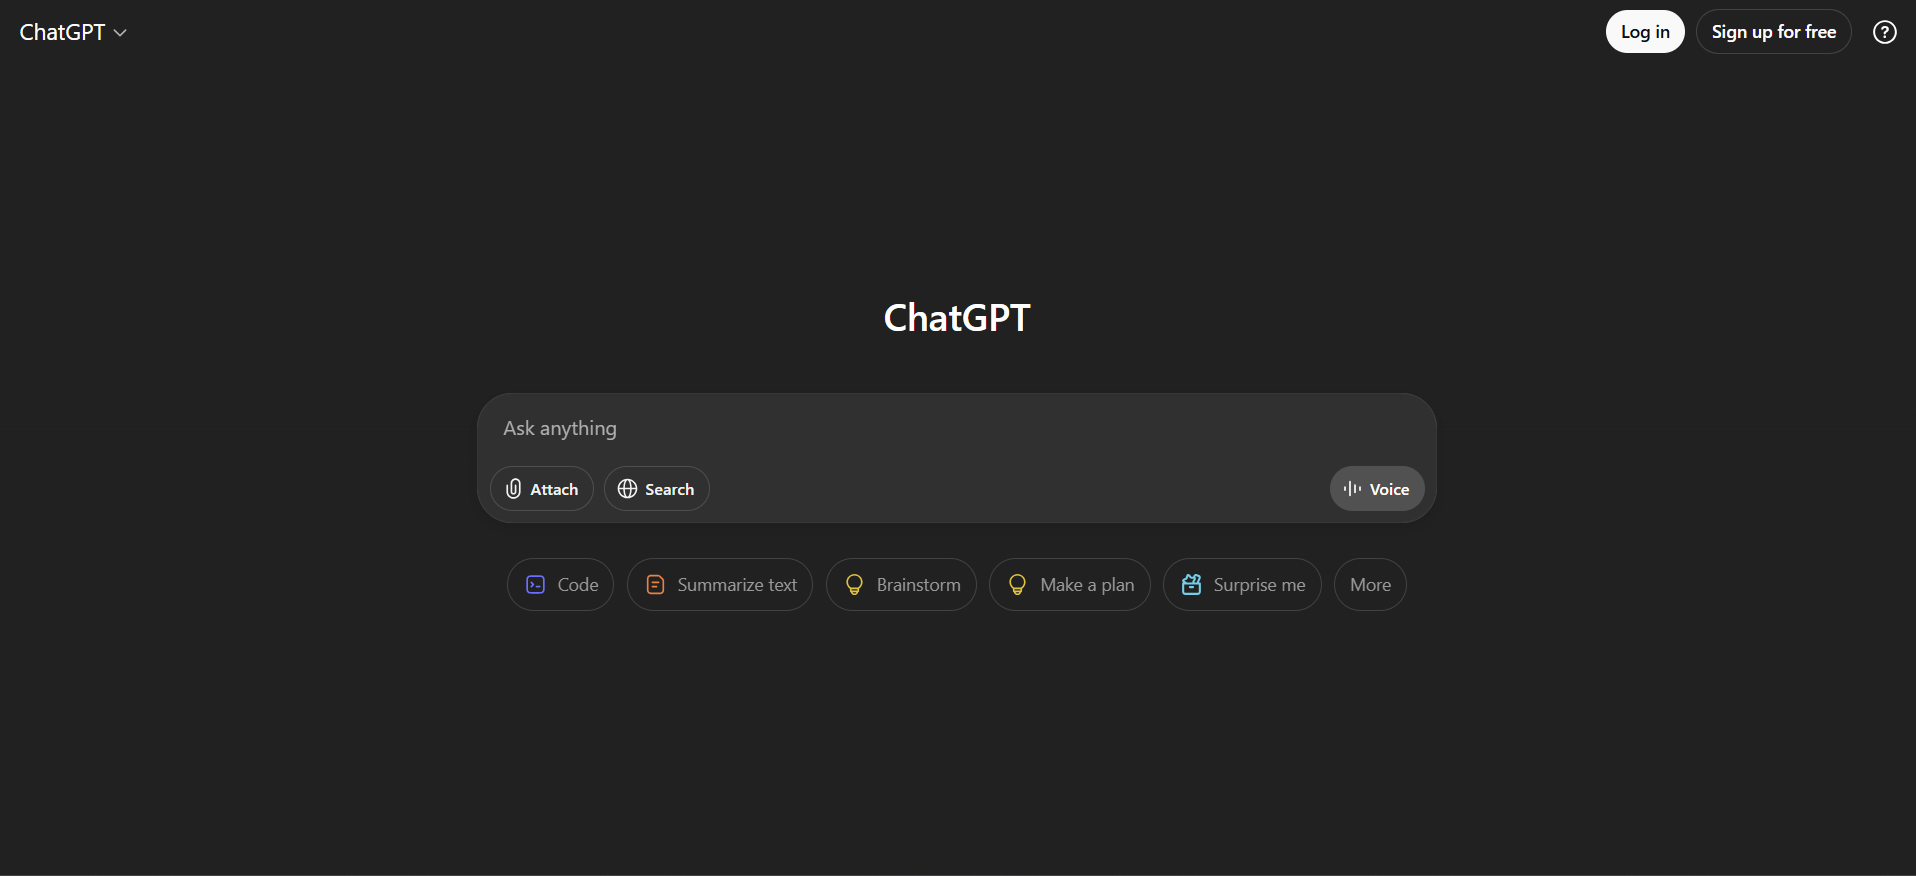 ChatGPT
Log in
Sign up for free
?
ChatGPT
Ask anything
Attach
Search
Voice
Code
Summarize text
Brainstorm
Make a plan
Surprise me
More